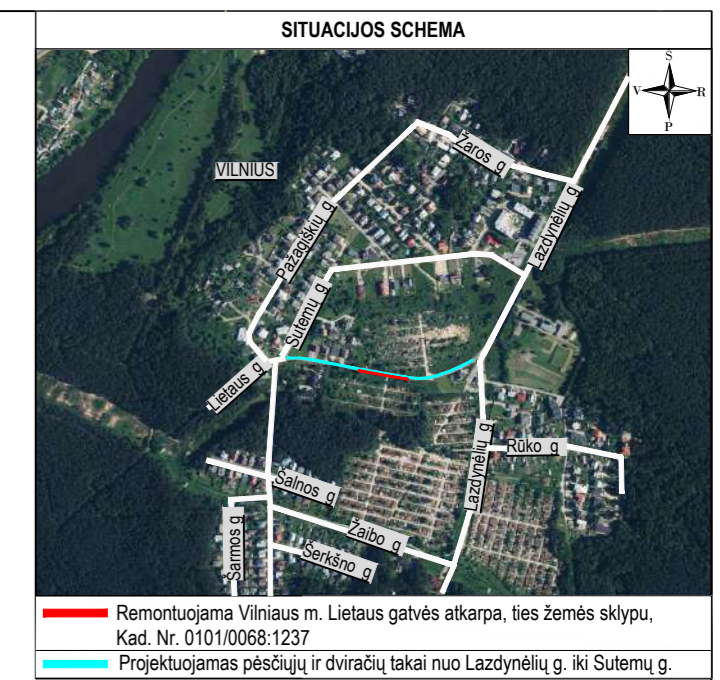 SITUACIJOS SCHEMA
Š
V
R
P
Žaros g
VILNIUS
Lazdynėlių g
Pažagiškių g
Sutemų g
Lietaus g
Lazdynėlių g
Rūko g
Šalnos g
Šarmos g
Žaibo g
Šerkšno g
Remontuojama Vilniaus m. Lietaus gatvės atkarpa, ties žemės sklypu,
Kad. Nr. 0101/0068:1237
Projektuojamas pėsčiųjų ir dviračių takai nuo Lazdynėlių g. iki Sutemų g.